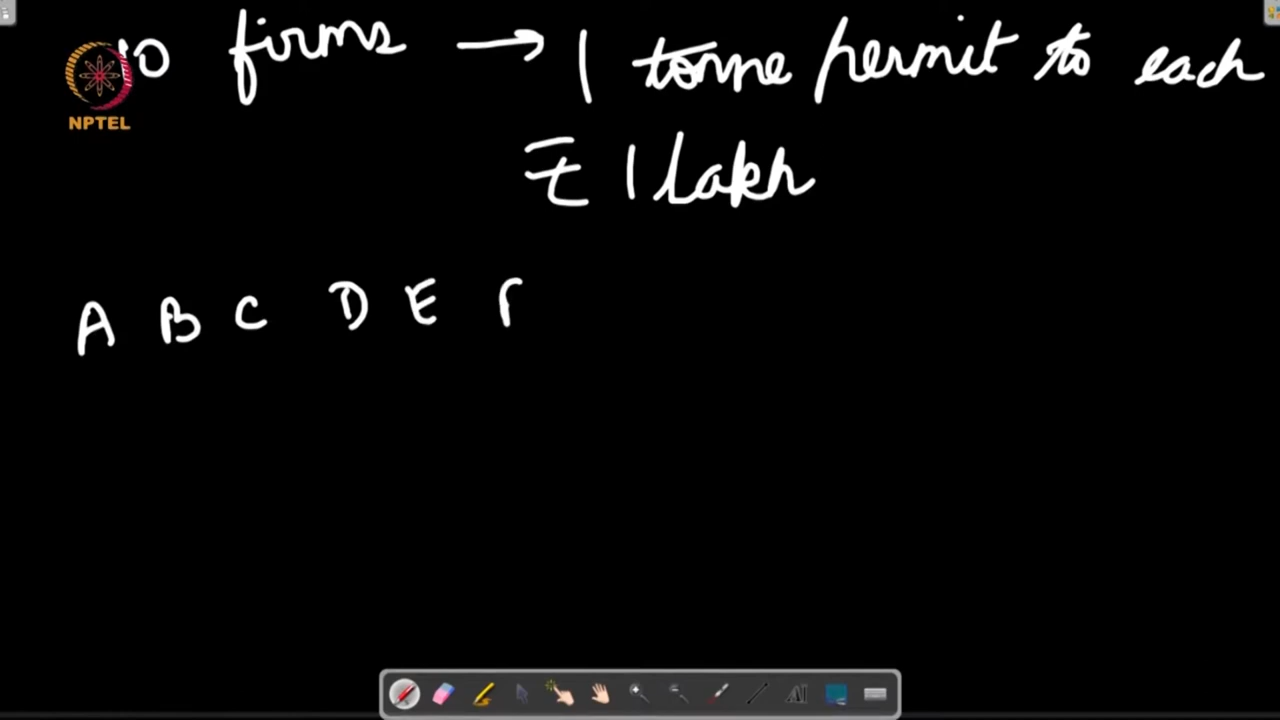 10 firms → 1 tonne permit to each
NPTEL
₹ 1 lakh
A B C D E